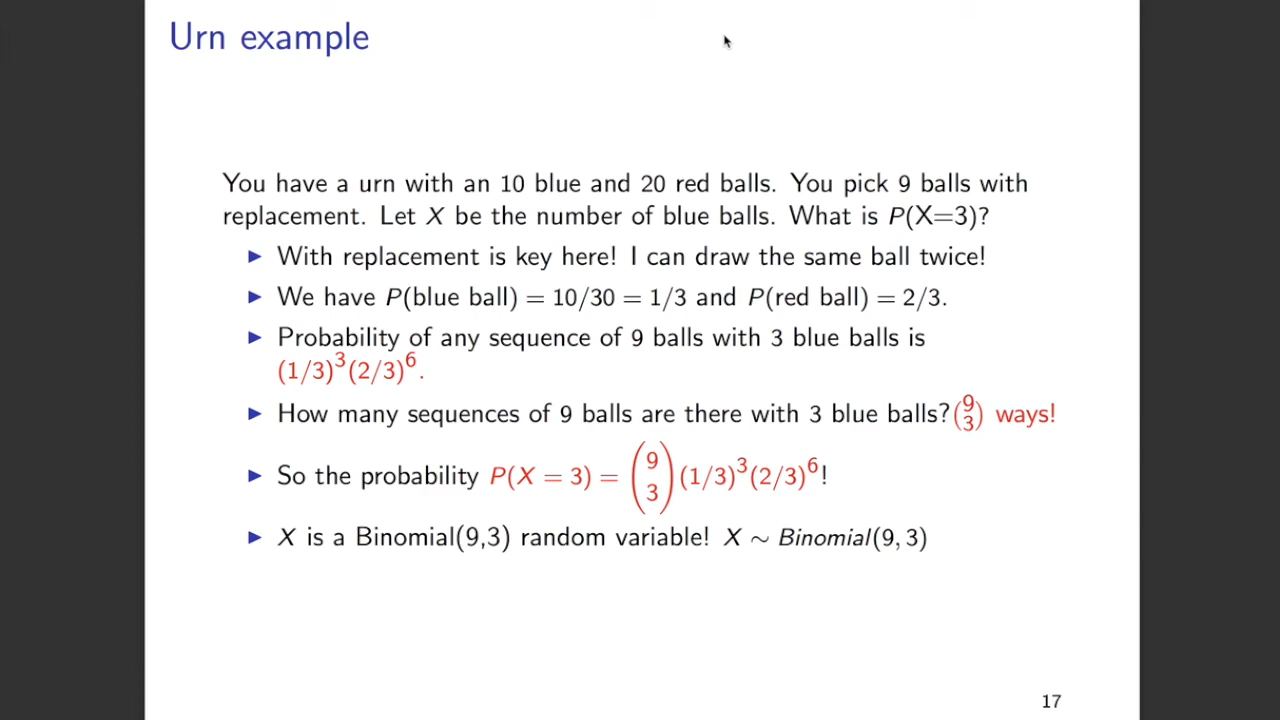 Urn example
You have a urn with an 10 blue and 20 red balls. You pick 9 balls with
replacement. Let X be the number of blue balls. What is P(X=3)?
▶ With replacement is key here! I can draw the same ball twice!
▶ We have P(blue ball) = 10/30 = 1/3 and P(red ball) = 2/3.
▶ Probability of any sequence of 9 balls with 3 blue balls is
(1/3)³(2/3)⁶.
▶ How many sequences of 9 balls are there with 3 blue balls?(9 3) ways!
▶ So the probability P(X = 3) = (9 3)(1/3)³(2/3)⁶!
▶ X is a Binomial(9,3) random variable! X ∼ Binomial(9, 3)
17